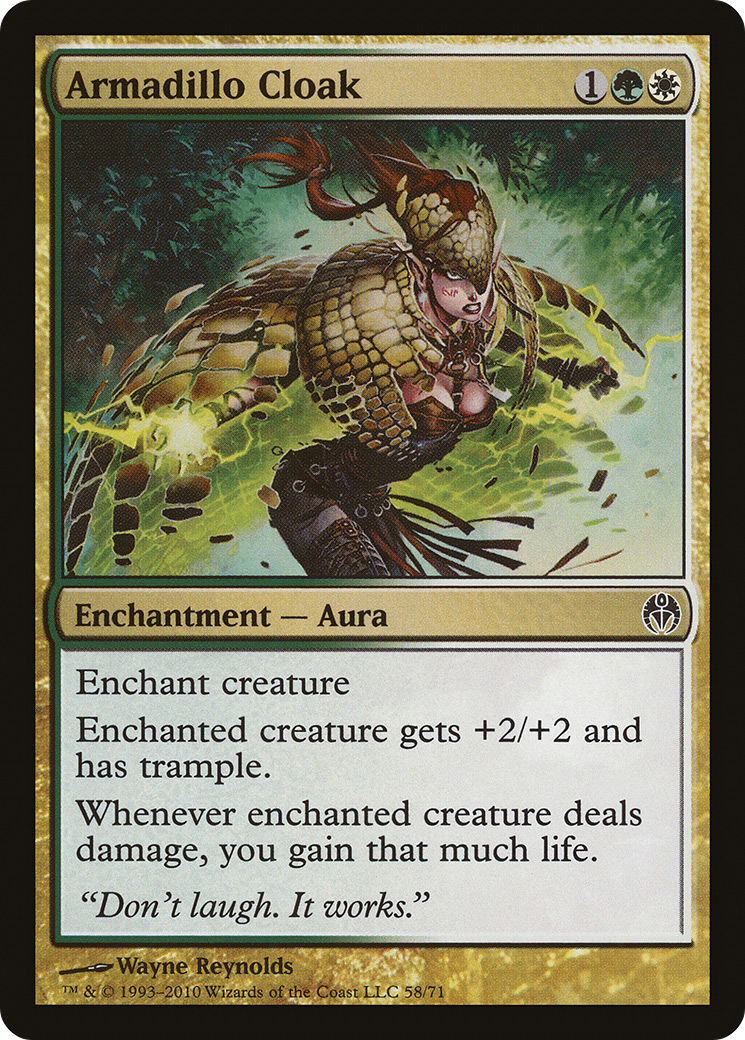 Armadillo Cloak 1
Enchantment — Aura
Enchant creature
Enchanted creature gets +2/+2 and
has trample.
Whenever enchanted creature deals
damage, you gain that much life.
“Don’t laugh. It works.”
Wayne Reynolds
™ & © 1993–2010 Wizards of the Coast LLC 58/71